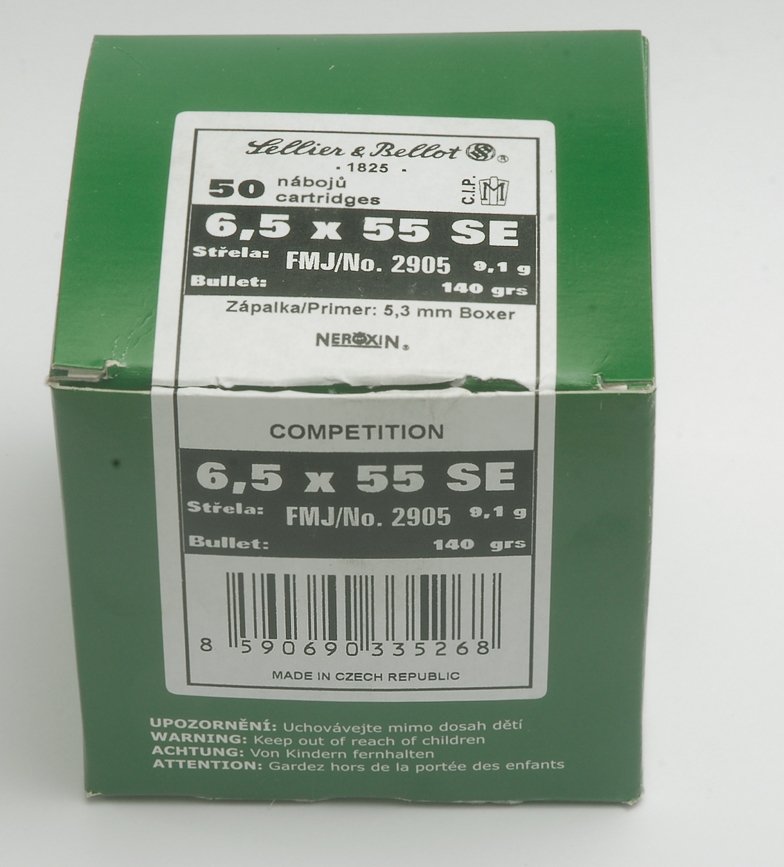 Sellier & Bellot ®
· 1825 ·
50 nábojů
cartridges
C.I.P.
6,5 x 55 SE
Střela: FMJ/No. 2905 9,1 g
Bullet: 140 grs
Zápalka/Primer: 5,3 mm Boxer
NEROXIN®
COMPETITION
6,5 x 55 SE
Střela: FMJ/No. 2905 9,1 g
Bullet: 140 grs
8 590690 335268
MADE IN CZECH REPUBLIC
UPOZORNĚNÍ: Uchovávejte mimo dosah dětí
WARNING: Keep out of reach of children
ACHTUNG: Von Kindern fernhalten
ATTENTION: Gardez hors de la portée des enfants